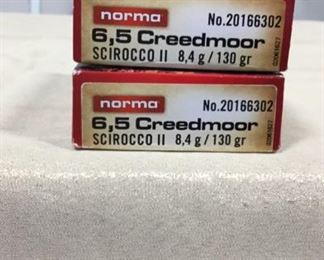 norma No.20166302
6,5 Creedmoor
SCIROCCO II 8,4 g / 130 gr
norma No.20166302
6,5 Creedmoor
SCIROCCO II 8,4 g / 130 gr